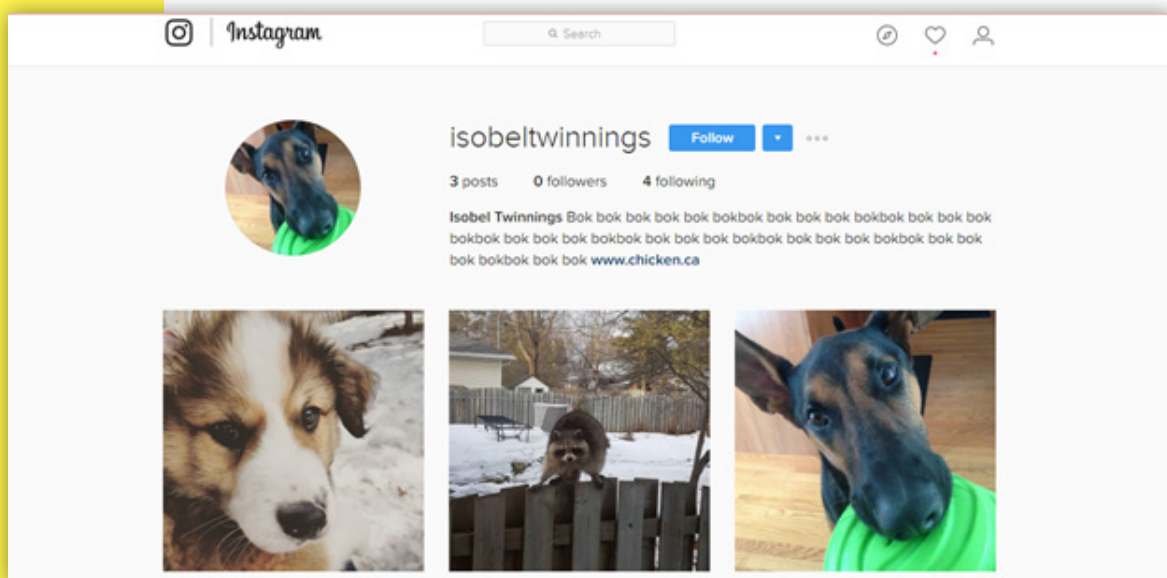 Instagram
Search
isobeltwinnings Follow
3 posts 0 followers 4 following
Isobel Twinnings Bok bok bok bok bok bokbok bok bok bok bok bokbok bok bok bok
bokbok bok bok bok bokbok bok bok bok bokbok bok bok bok bokbok bok bok
bok bokbok bok bok www.chicken.ca